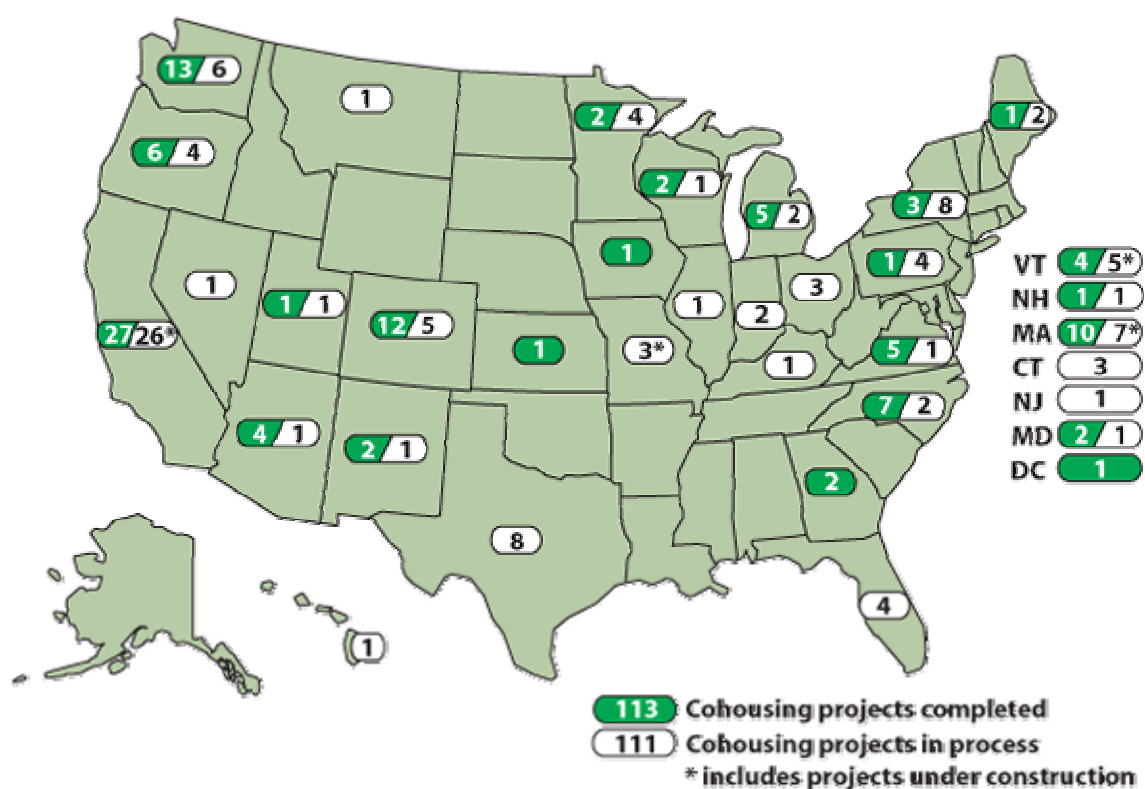 13 / 6
1
2 / 4
1 / 2
6 / 4
2 / 1
5 / 2
3 / 8
1
1 / 4
VT 4 / 5*
1
1 / 1
1
2
3
NH 1 / 1
27/26*
12 / 5
1
3*
1
5 / 1
MA 10 / 7*
CT 3
4 / 1
2 / 1
7 / 2
NJ 1
MD 2 / 1
2
DC 1
8
4
1
113 Cohousing projects completed
111 Cohousing projects in process
* includes projects under construction